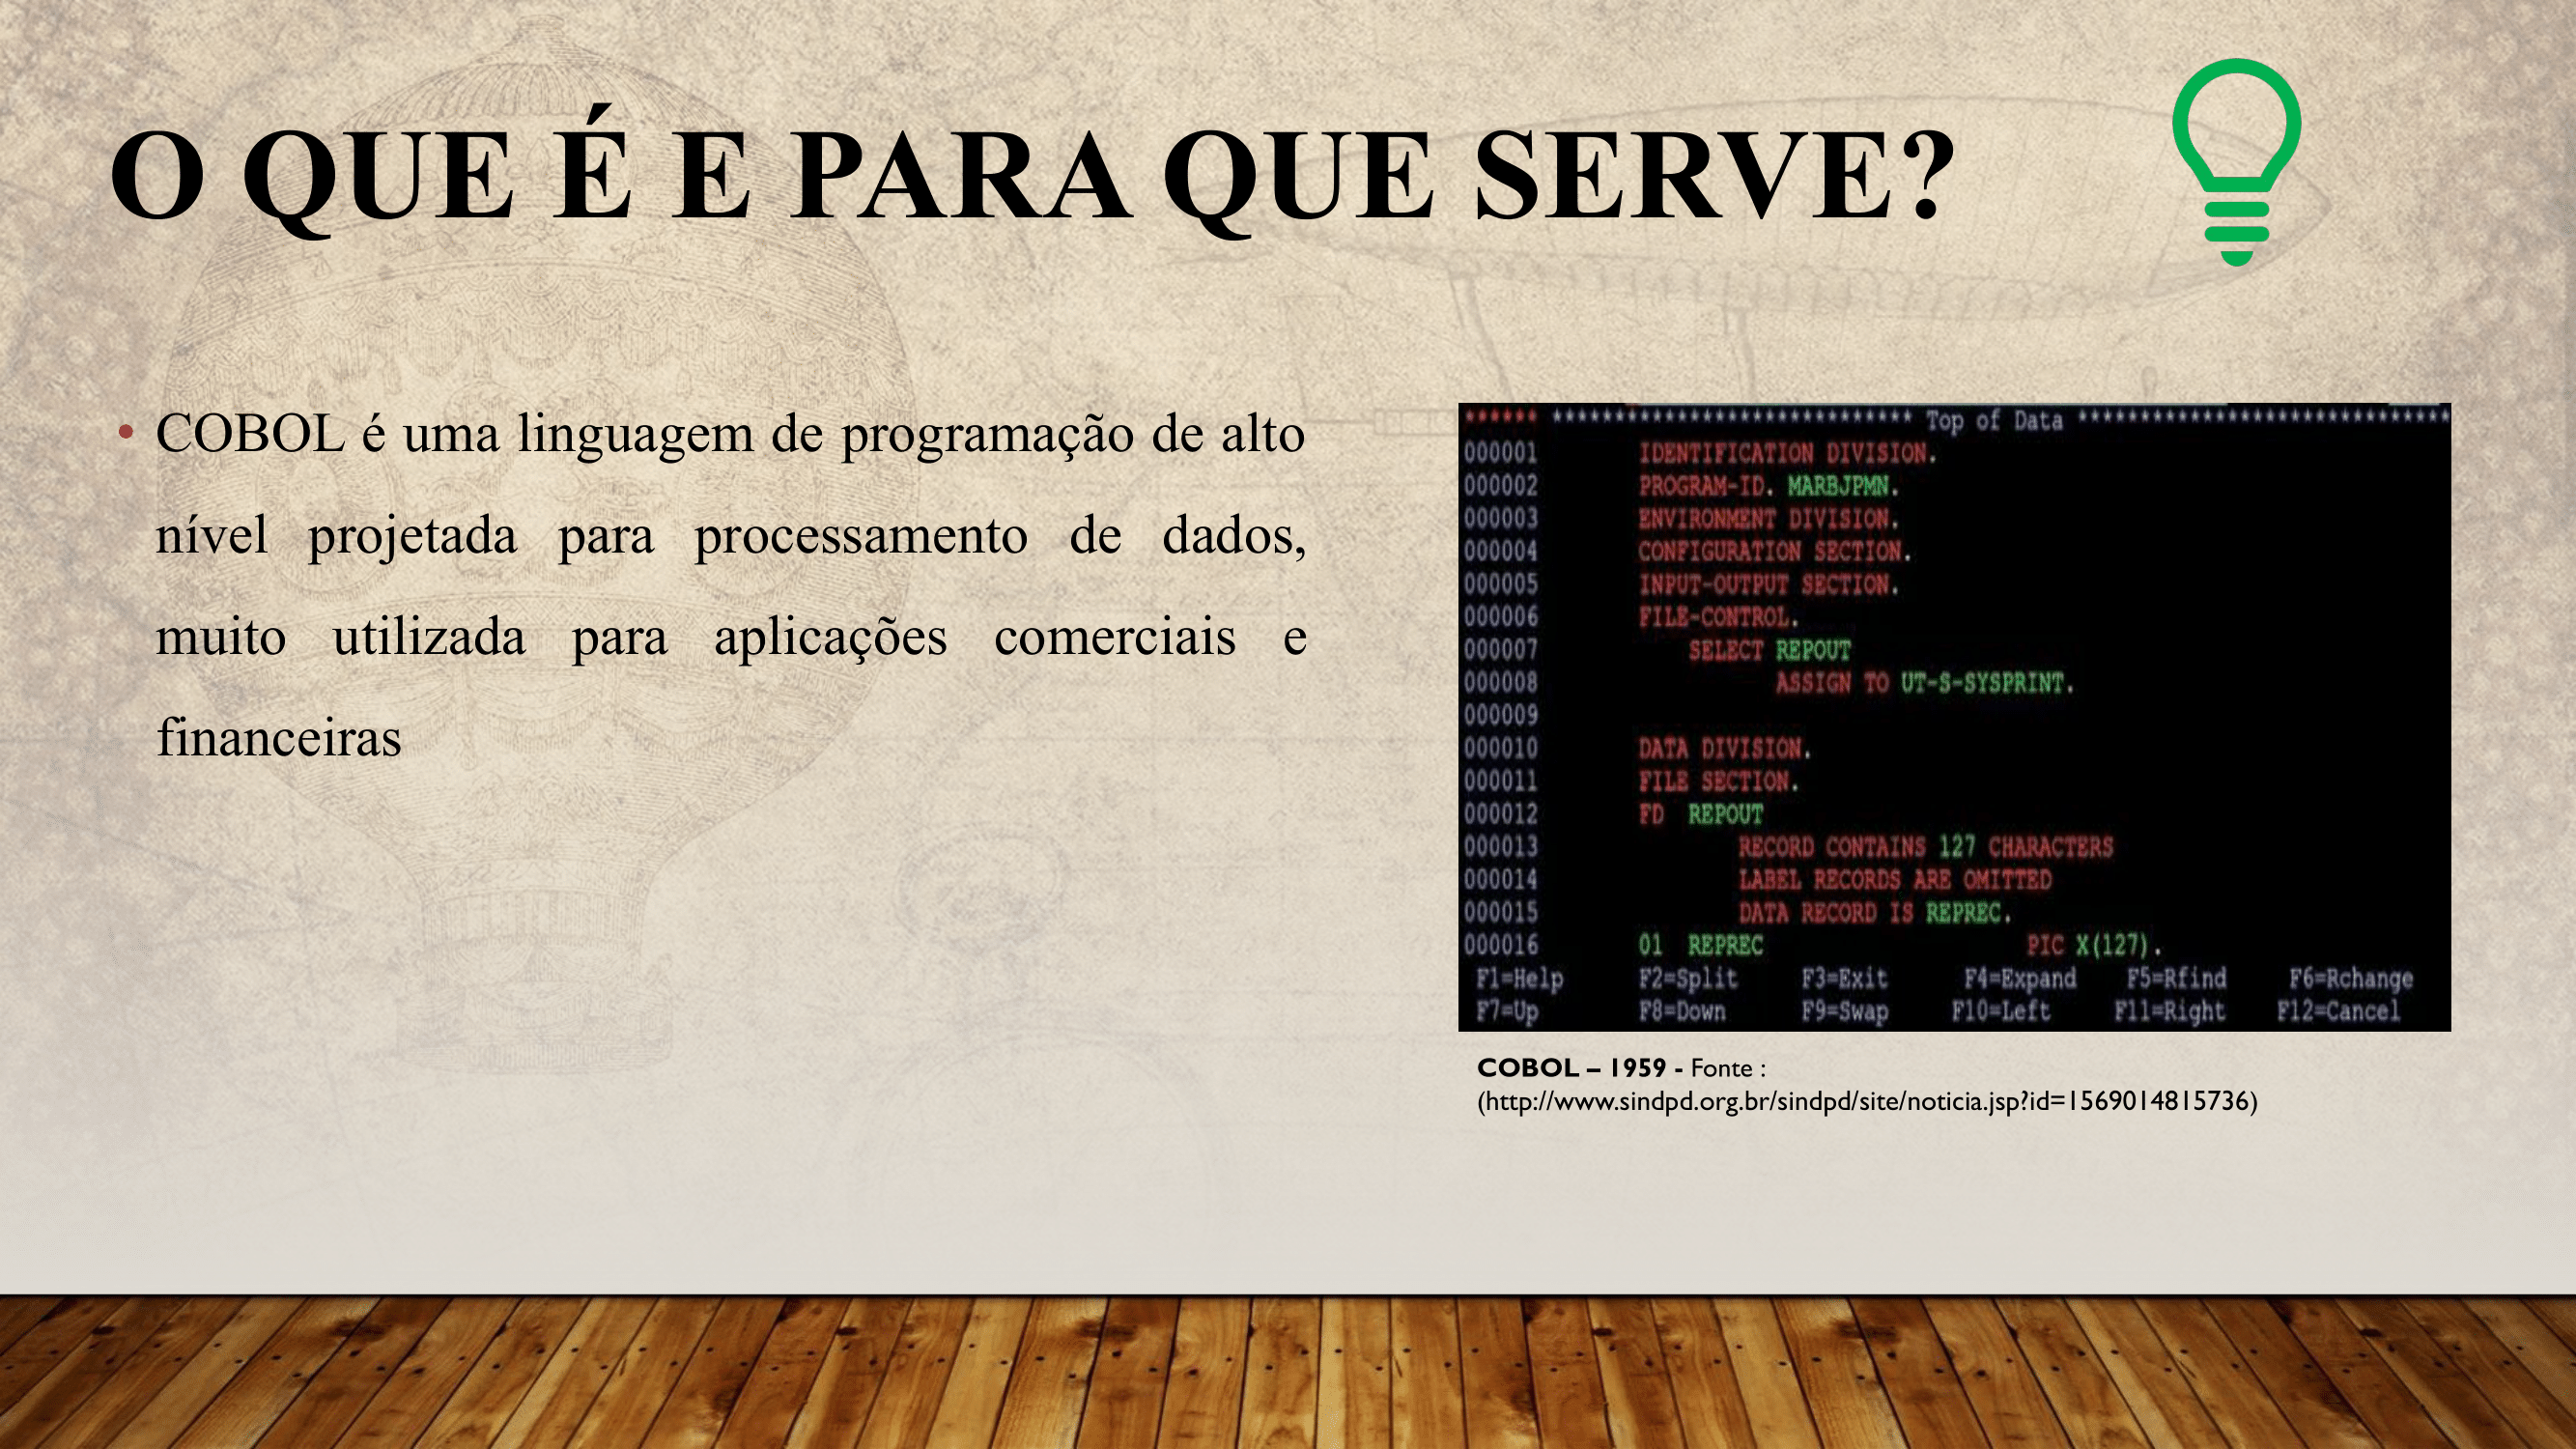 O QUE É E PARA QUE SERVE?
• COBOL é uma linguagem de programação de alto
nível projetada para processamento de dados,
muito utilizada para aplicações comerciais e
financeiras
****** ***************************** Top of Data ******************************
000001 IDENTIFICATION DIVISION.
000002 PROGRAM-ID. MARBJPMN.
000003 ENVIRONMENT DIVISION.
000004 CONFIGURATION SECTION.
000005 INPUT-OUTPUT SECTION.
000006 FILE-CONTROL.
000007 SELECT REPOUT
000008 ASSIGN TO UT-S-SYSPRINT.
000009
000010 DATA DIVISION.
000011 FILE SECTION.
000012 FD REPOUT
000013 RECORD CONTAINS 127 CHARACTERS
000014 LABEL RECORDS ARE OMITTED
000015 DATA RECORD IS REPREC.
000016 01 REPREC PIC X(127).
F1=Help F2=Split F3=Exit F4=Expand F5=Rfind F6=Rchange
F7=Up F8=Down F9=Swap F10=Left F11=Right F12=Cancel
COBOL – 1959 - Fonte :
(http://www.sindpd.org.br/sindpd/site/noticia.jsp?id=1569014815736)